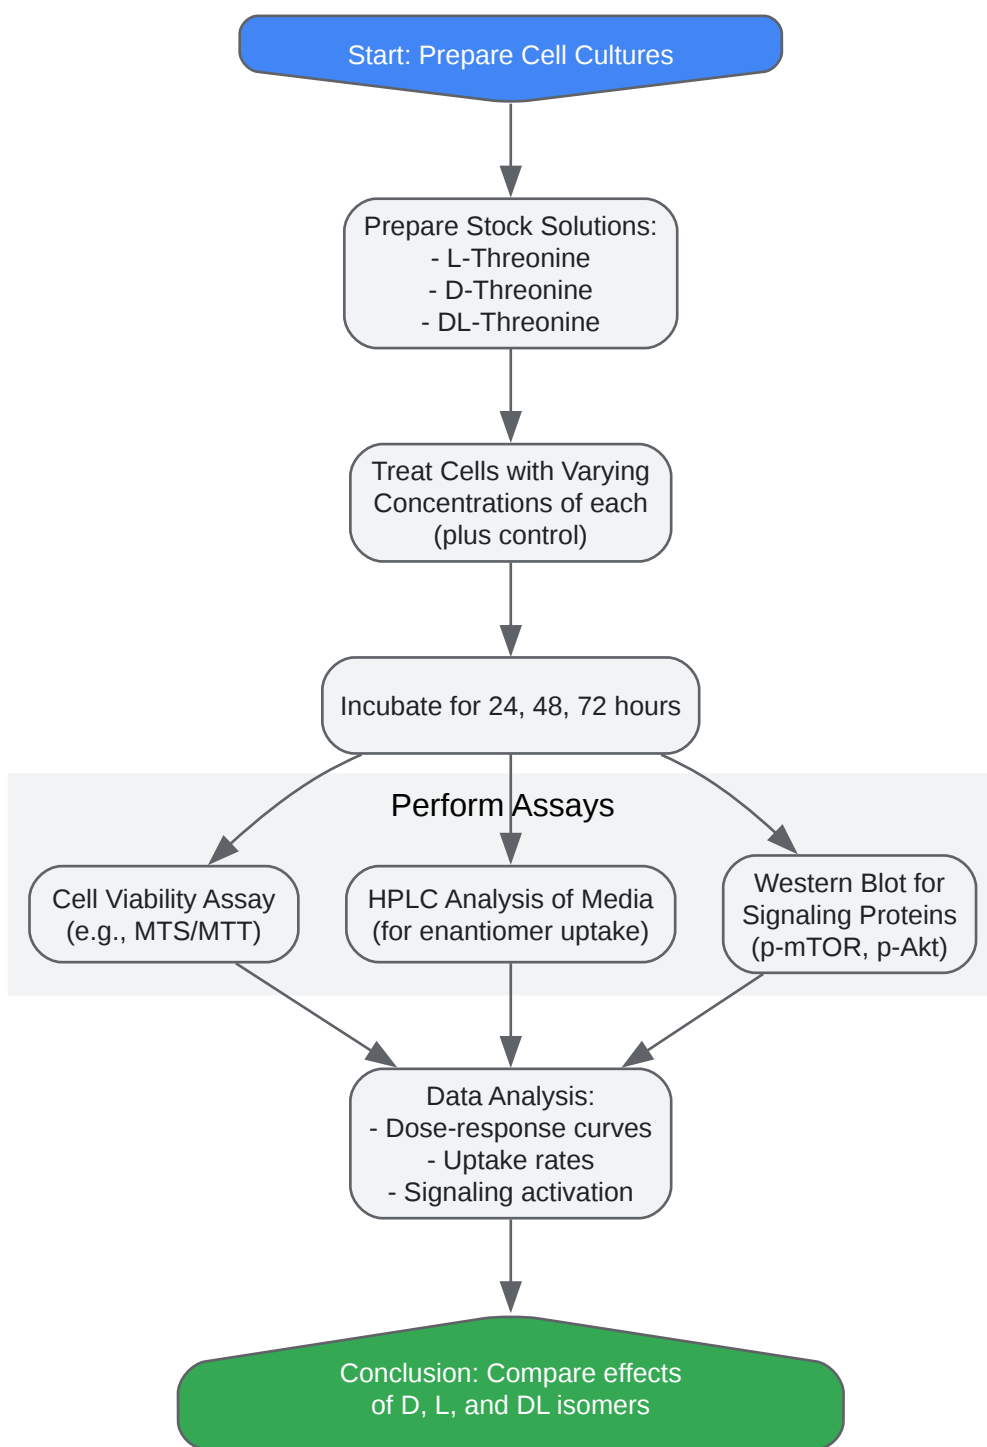 Start: Prepare Cell Cultures
Prepare Stock Solutions:
- L-Threonine
- D-Threonine
- DL-Threonine
Treat Cells with Varying
Concentrations of each
(plus control)
Incubate for 24, 48, 72 hours
Perform Assays
Cell Viability Assay
(e.g., MTS/MTT)
HPLC Analysis of Media
(for enantiomer uptake)
Western Blot for
Signaling Proteins
(p-mTOR, p-Akt)
Data Analysis:
- Dose-response curves
- Uptake rates
- Signaling activation
Conclusion: Compare effects
of D, L, and DL isomers